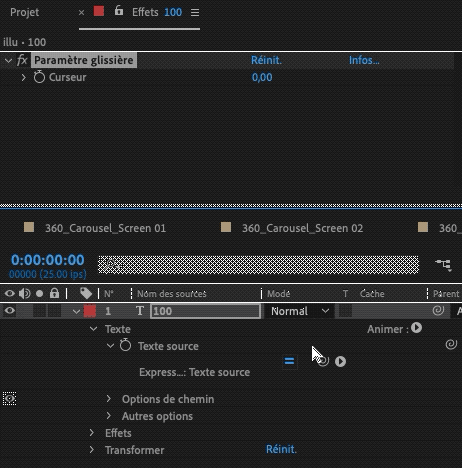 Projet × Effets 100
illu • 100
fx Paramètre glissière Réinit. Infos...
Curseur 0,00
360_Carousel_Screen 01 360_Carousel_Screen 02 360_
0:00:00:00
00000 (25.00 ips)
N° Nom des sources Mode T Cache Parent
1 T 100 Normal
Texte Animer :
Texte source
Express...: Texte source
Options de chemin
Autres options
Effets
Transformer Réinit.